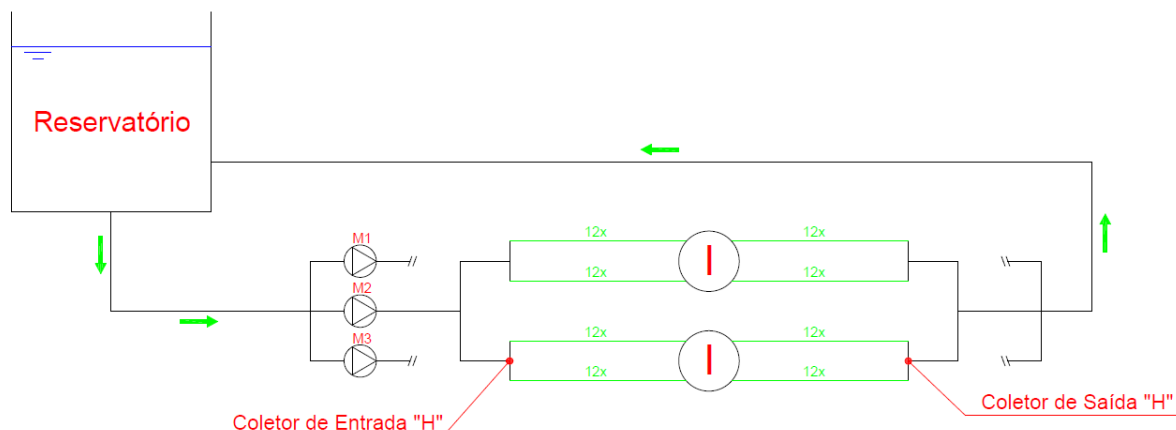 Reservatório
M1
M2
M3
12x
12x
12x
12x
I
12x
12x
12x
12x
I
Coletor de Entrada "H"
Coletor de Saída "H"